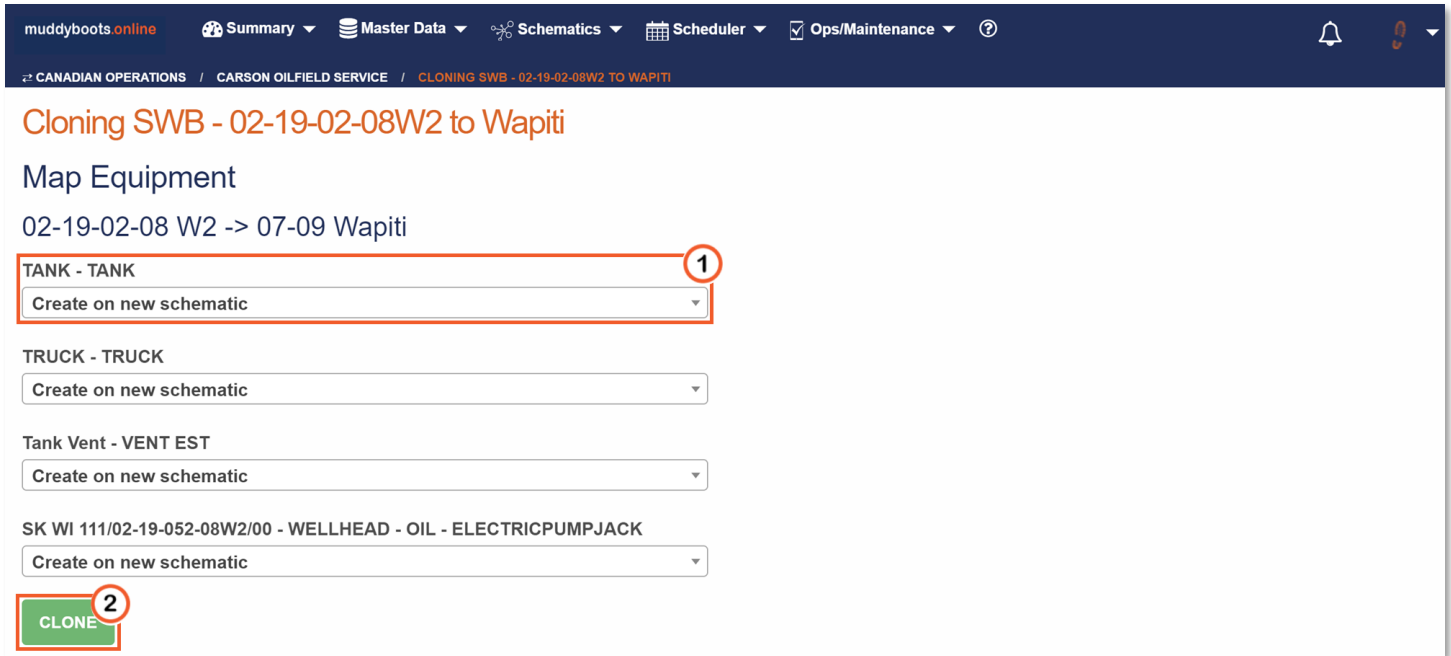 muddyboots.online Summary Master Data Schematics Scheduler Ops/Maintenance ?
CANADIAN OPERATIONS / CARSON OILFIELD SERVICE / CLONING SWB - 02-19-02-08W2 TO WAPITI
Cloning SWB - 02-19-02-08W2 to Wapiti
Map Equipment
02-19-02-08 W2 -> 07-09 Wapiti
1
TANK - TANK
Create on new schematic
TRUCK - TRUCK
Create on new schematic
Tank Vent - VENT EST
Create on new schematic
SK WI 111/02-19-052-08W2/00 - WELLHEAD - OIL - ELECTRICPUMPJACK
Create on new schematic
2
CLONE